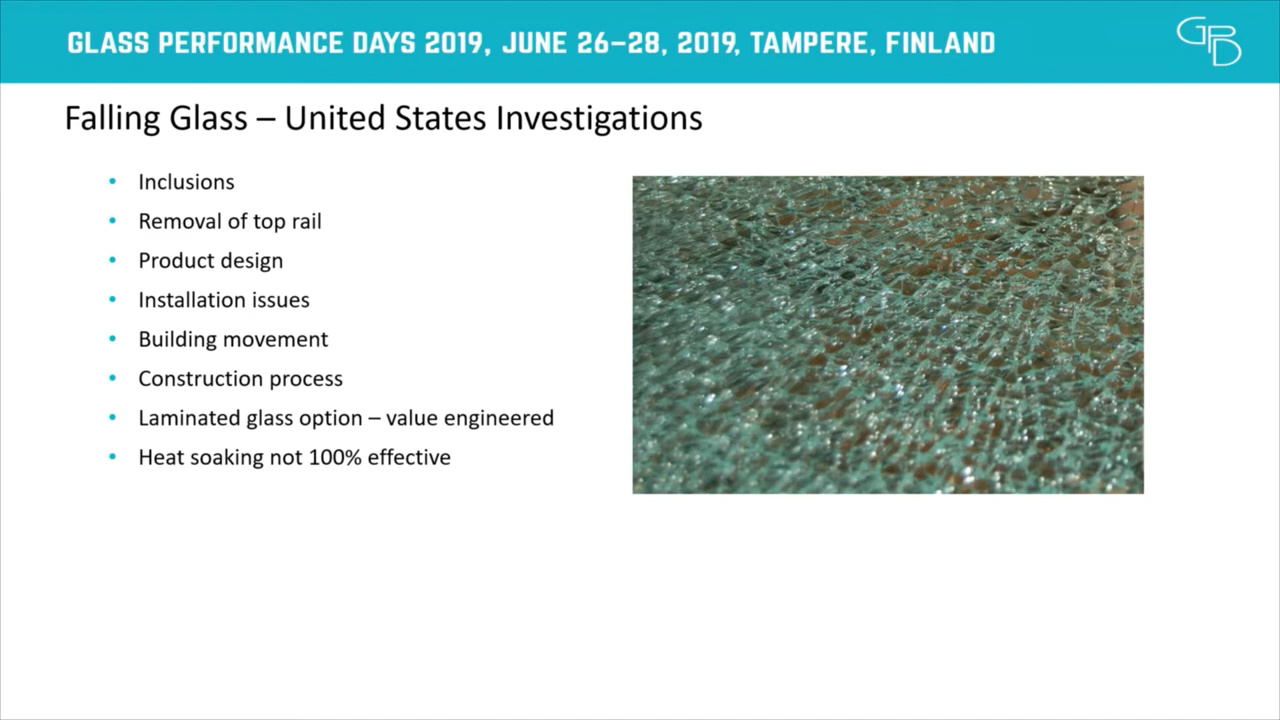 GLASS PERFORMANCE DAYS 2019, JUNE 26–28, 2019, TAMPERE, FINLAND
GPD
Falling Glass – United States Investigations
• Inclusions
• Removal of top rail
• Product design
• Installation issues
• Building movement
• Construction process
• Laminated glass option – value engineered
• Heat soaking not 100% effective